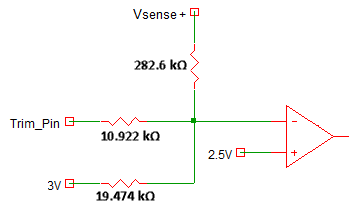 Vsense+
282.6 kΩ
Trim_Pin
10.922 kΩ
-
2.5V
+
3V
19.474 kΩ